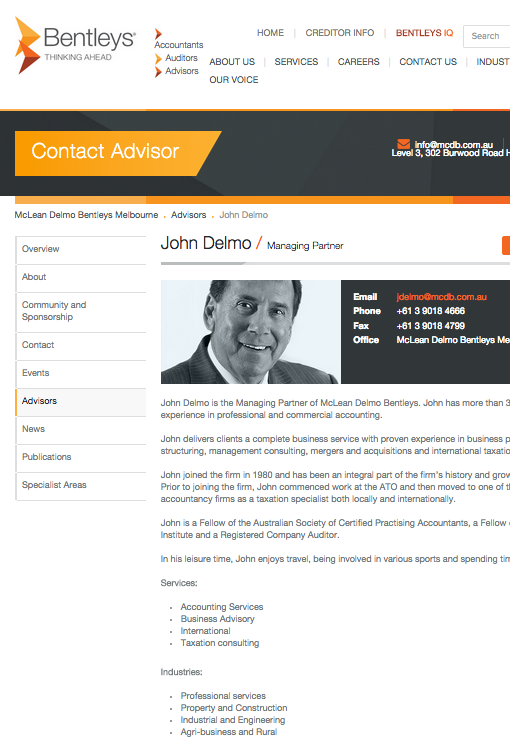 Bentleys
THINKING AHEAD
Accountants
Auditors
Advisors
HOME | CREDITOR INFO | BENTLEYS IQ
Search
ABOUT US | SERVICES | CAREERS | CONTACT US | INDUST
OUR VOICE
Contact Advisor
info@mcdb.com.au
Level 3, 302 Burwood Road H
McLean Delmo Bentleys Melbourne . Advisors . John Delmo
Overview
About
Community and
Sponsorship
Contact
Events
Advisors
News
Publications
Specialist Areas
John Delmo / Managing Partner
Email jdelmo@mcdb.com.au
Phone +61 3 9018 4666
Fax +61 3 9018 4799
Office McLean Delmo Bentleys Me
John Delmo is the Managing Partner of McLean Delmo Bentleys. John has more than 3
experience in professional and commercial accounting.
John delivers clients a complete business service with proven experience in business p
structuring, management consulting, mergers and acquisitions and international taxatio
John joined the firm in 1980 and has been an integral part of the firm's history and grow
Prior to joining the firm, John commenced work at the ATO and then moved to one of th
accountancy firms as a taxation specialist both locally and internationally.
John is a Fellow of the Australian Society of Certified Practising Accountants, a Fellow
Institute and a Registered Company Auditor.
In his leisure time, John enjoys travel, being involved in various sports and spending tim
Services:
• Accounting Services
• Business Advisory
• International
• Taxation consulting
Industries:
• Professional services
• Property and Construction
• Industrial and Engineering
• Agri-business and Rural